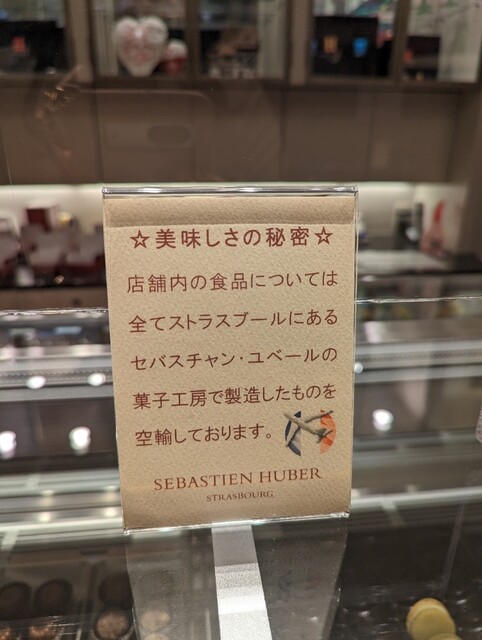 ☆美味しさの秘密☆
店舗内の食品については
全てストラスブールにある
セバスチャン・ユベールの
菓子工房で製造したものを
空輸しております。
SEBASTIEN HUBER
STRASBOURG